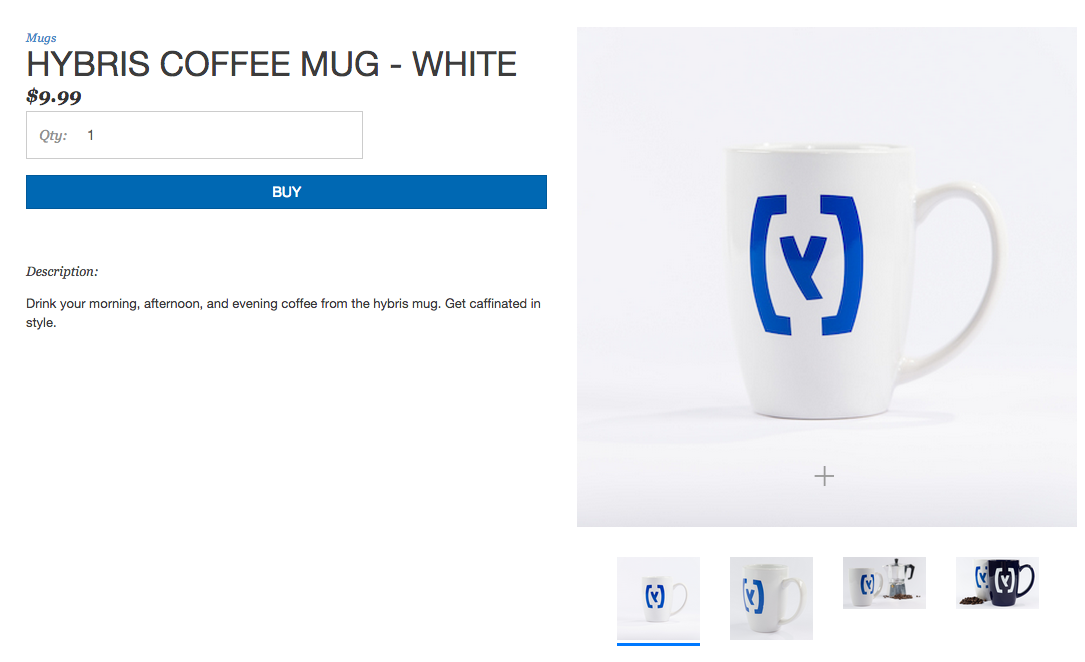 Mugs
HYBRIS COFFEE MUG - WHITE
$9.99
Qty: 1
BUY
Description:
Drink your morning, afternoon, and evening coffee from the hybris mug. Get caffinated in
style.
[y]